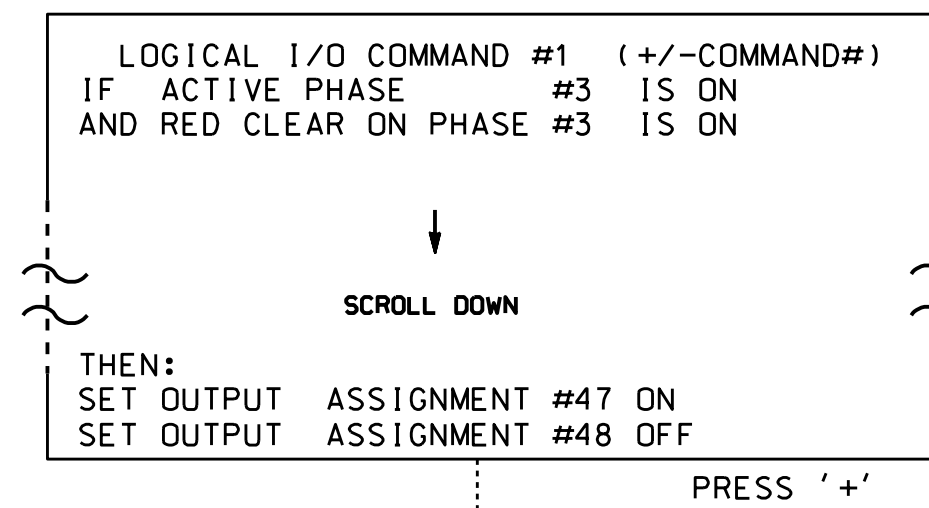 LOGICAL I/O COMMAND #1 (+/-COMMAND#)
IF ACTIVE PHASE #3 IS ON
AND RED CLEAR ON PHASE #3 IS ON
SCROLL DOWN
THEN:
SET OUTPUT ASSIGNMENT #47 ON
SET OUTPUT ASSIGNMENT #48 OFF
PRESS '+'